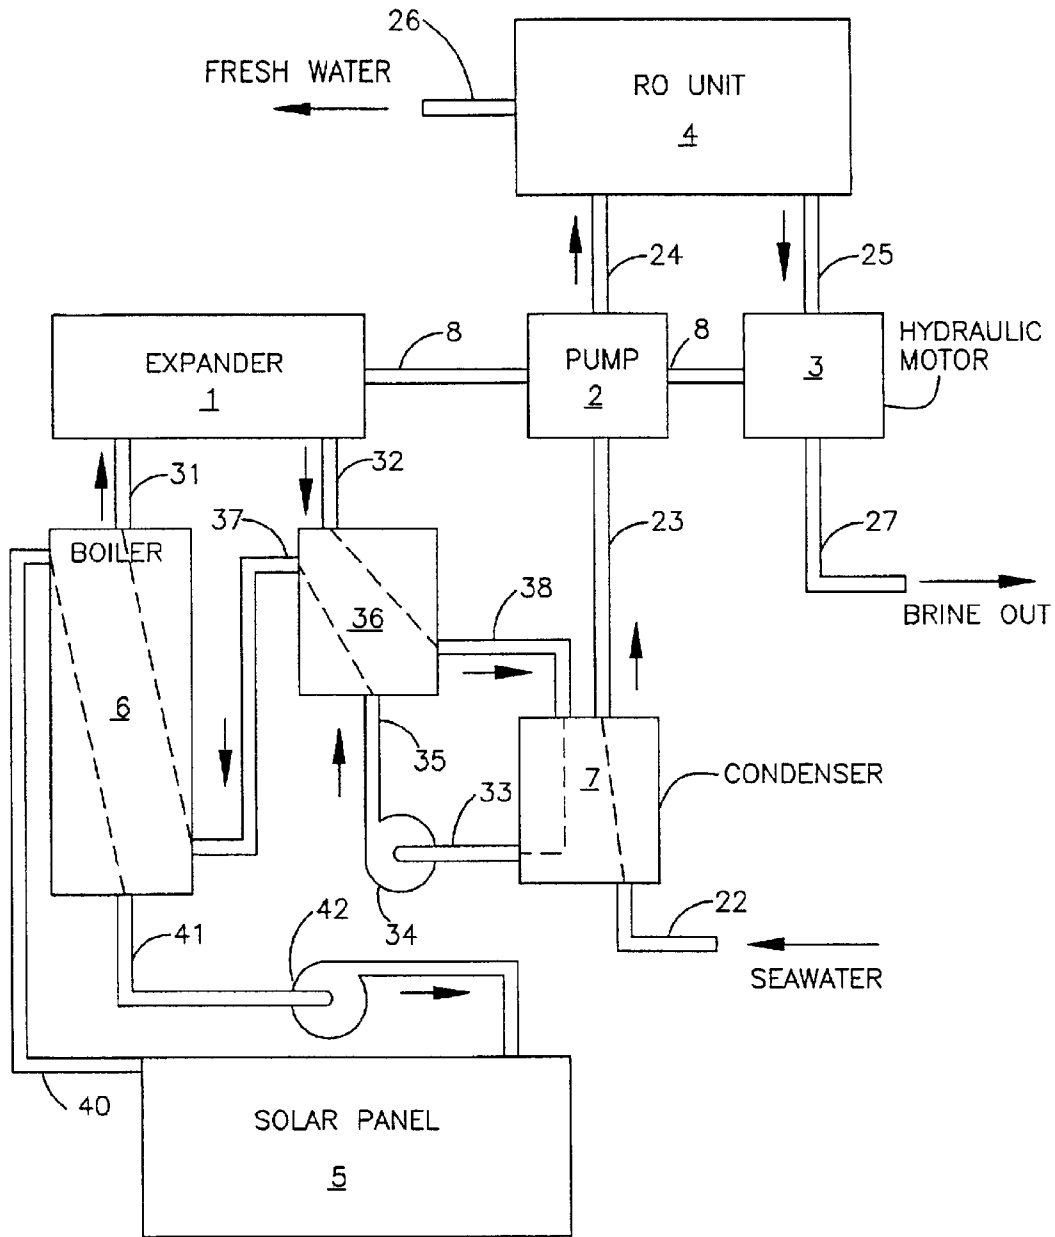 26
FRESH WATER
RO UNIT
4
24
25
EXPANDER
1
8
PUMP
2
8
3
HYDRAULIC
MOTOR
31
32
37
23
27
BOILER
38
36
BRINE OUT
6
35
7
CONDENSER
33
34
41
42
22
SEAWATER
40
SOLAR PANEL
5